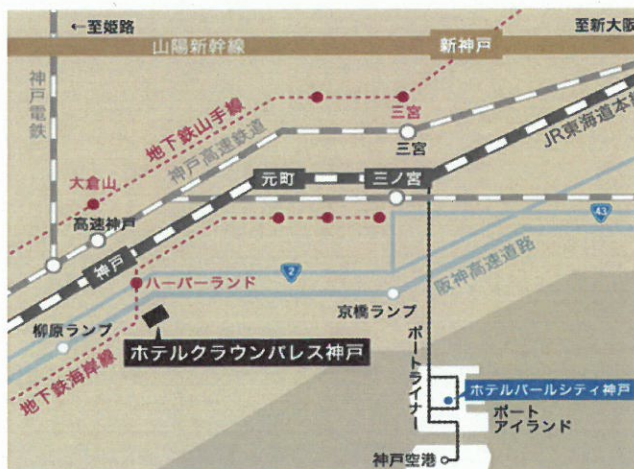 ←至姫路
至新大阪
山陽新幹線
新神戸
神戸電鉄
地下鉄山手線
三宮
神戸高速鉄道
三宮
JR東海道本線
大倉山
元町
三ノ宮
高速神戸
43
神戸
2
阪神高速道路
ハーバーランド
柳原ランプ
京橋ランプ
ホテルクラウンパレス神戸
地下鉄海岸線
ポートライナー
ホテルパールシティ神戸
ポート
アイランド
神戸空港